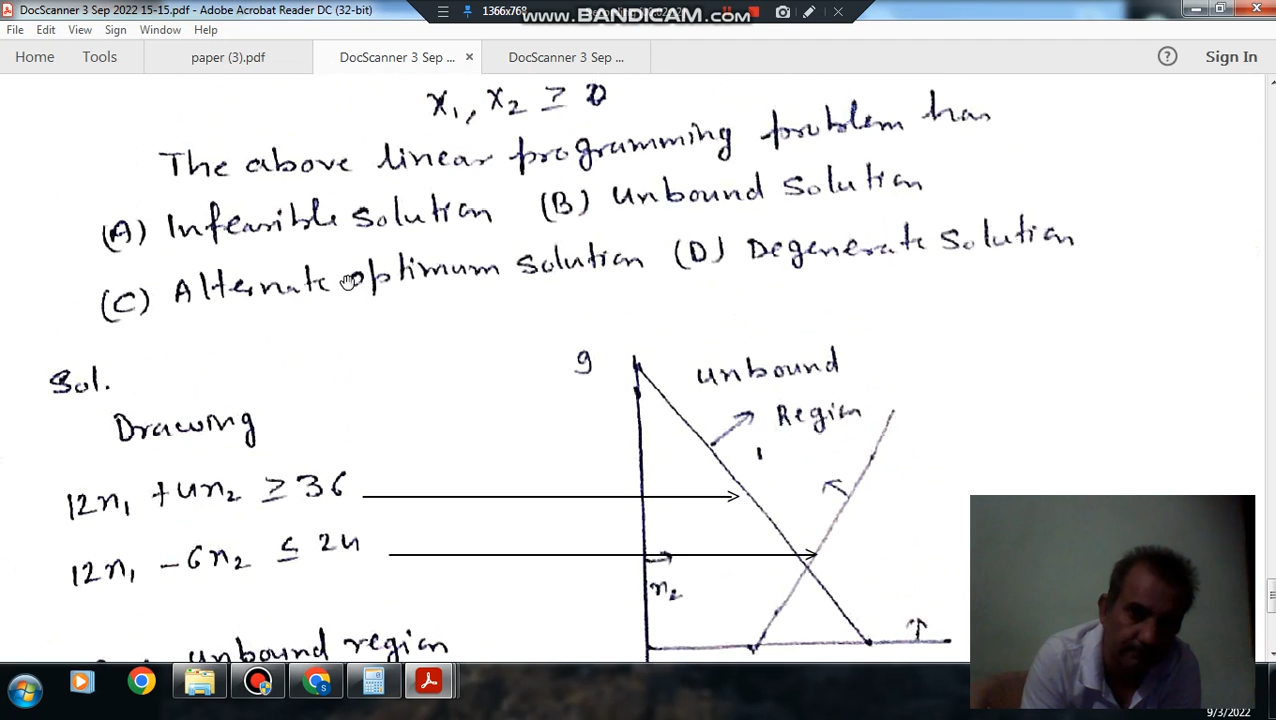 DocScanner 3 Sep 2022 15-15.pdf - Adobe Acrobat Reader DC (32-bit)
1366x768
www.BANDICAM.com
File Edit View Sign Window Help
Home Tools paper (3).pdf DocScanner 3 Sep ... × DocScanner 3 Sep ... Sign In
x₁, x₂ ≥ 0
The above linear programming problem has
(A) Infeasible solution (B) Unbound solution
(C) Alternate optimum solution (D) Degenerate solution
Sol.
9 unbound
Drawing Region
12x₁ + 4x₂ ≥ 36
12x₁ - 6x₂ ≤ 24
x₂
unbound region
9/3/2022